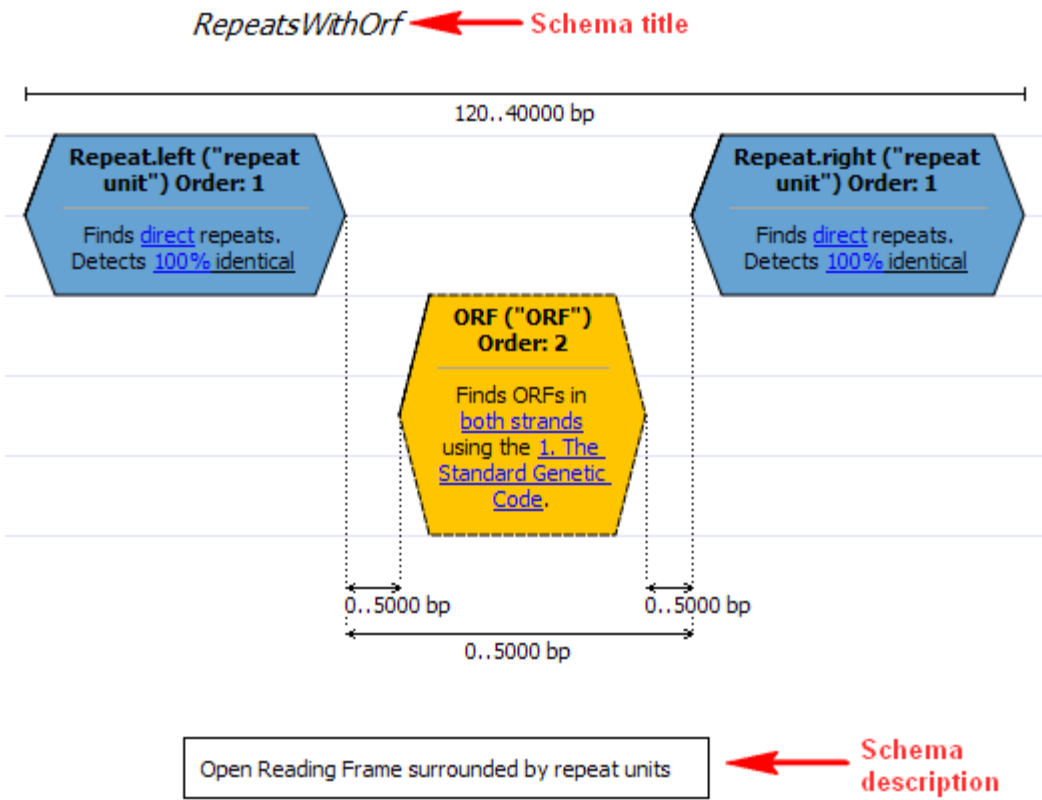 RepeatsWithOrf
Schema title
120..40000 bp
Repeat.left ("repeat
unit") Order: 1
Finds direct repeats.
Detects 100% identical
Repeat.right ("repeat
unit") Order: 1
Finds direct repeats.
Detects 100% identical
ORF ("ORF")
Order: 2
Finds ORFs in
both strands
using the 1. The
Standard Genetic
Code.
0..5000 bp
0..5000 bp
0..5000 bp
Open Reading Frame surrounded by repeat units
Schema
description